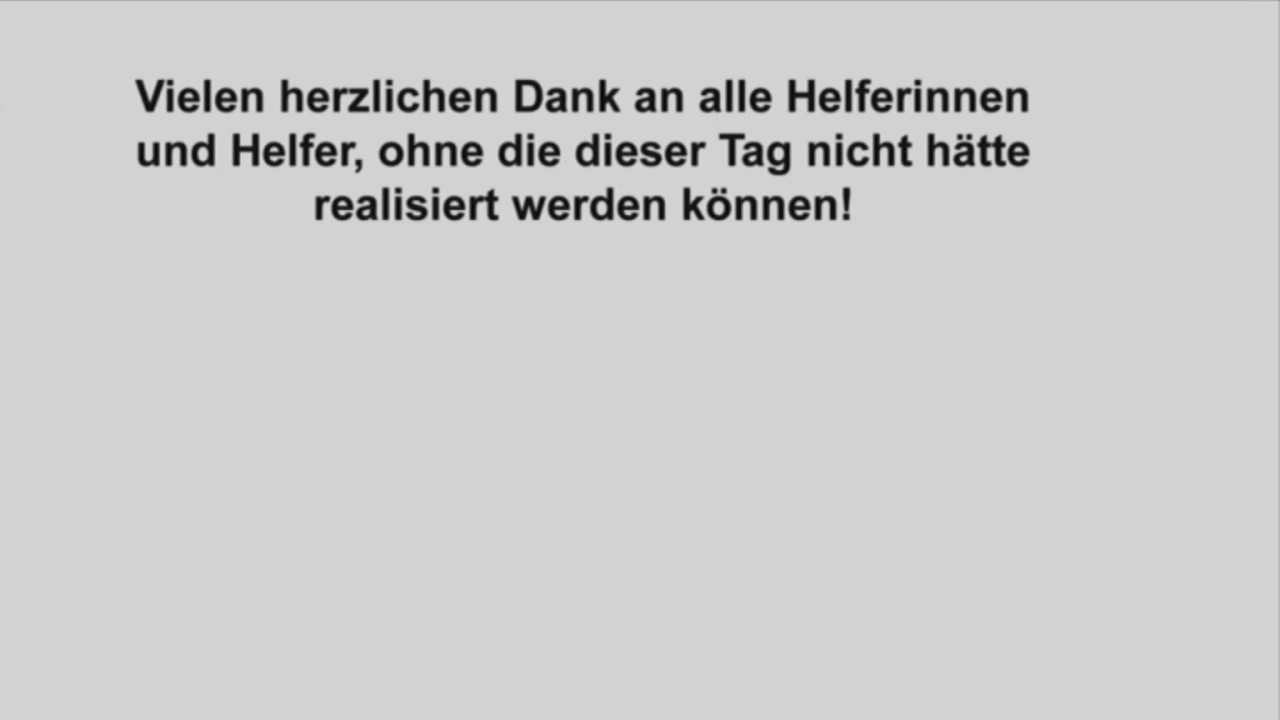 Vielen herzlichen Dank an alle Helferinnen
und Helfer, ohne die dieser Tag nicht hätte
realisiert werden können!